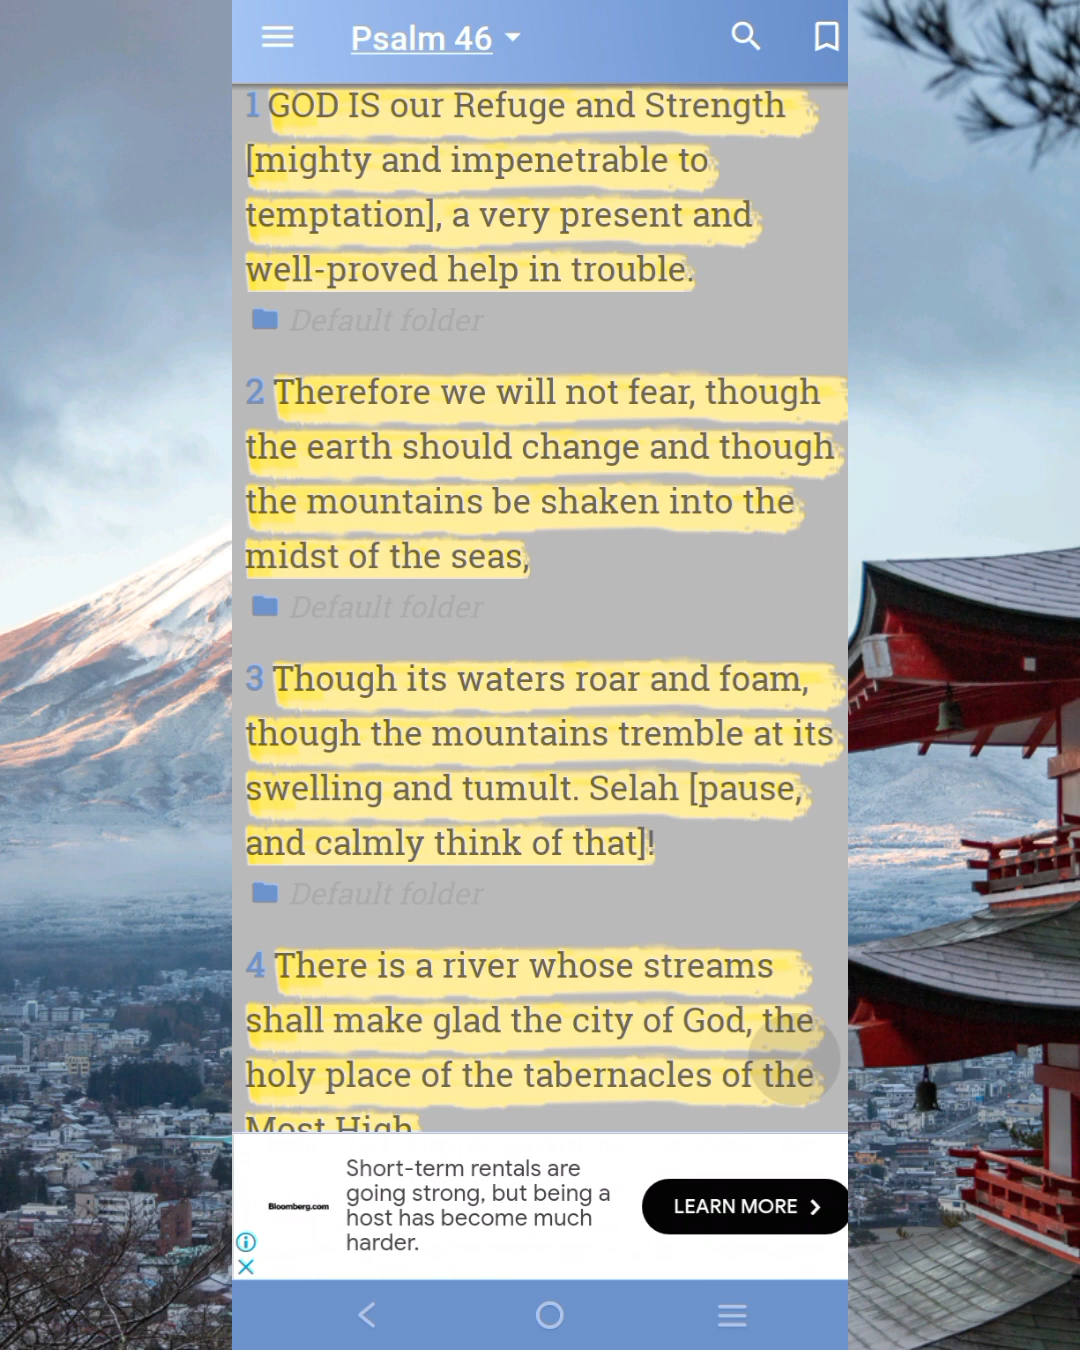 Psalm 46
1 GOD IS our Refuge and Strength
[mighty and impenetrable to
temptation], a very present and
well-proved help in trouble.
Default folder
2 Therefore we will not fear, though
the earth should change and though
the mountains be shaken into the
midst of the seas,
Default folder
3 Though its waters roar and foam,
though the mountains tremble at its
swelling and tumult. Selah [pause,
and calmly think of that]!
Default folder
4 There is a river whose streams
shall make glad the city of God, the
holy place of the tabernacles of the
Most High.
Bloomberg.com
Short-term rentals are
going strong, but being a
host has become much
harder.
LEARN MORE